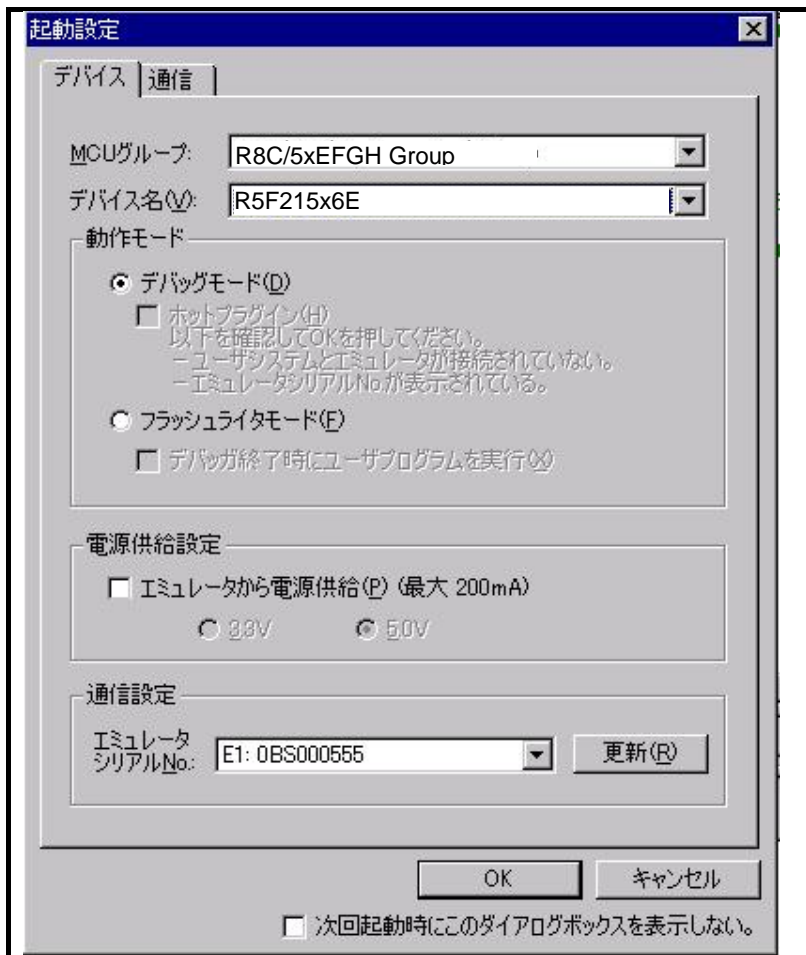 起動設定
デバイス 通信
MCUグループ: R8C/5xEFGH Group
デバイス名(V): R5F215x6E
動作モード
デバッグモード(D)
ホットプラグイン(H)
以下を確認してOKを押してください。
－ユーザシステムとエミュレータが接続されていない。
－エミュレータシリアルNo.が表示されている。
フラッシュライタモード(F)
デバッガ終了時にユーザプログラムを実行(X)
電源供給設定
エミュレータから電源供給(P) (最大 200mA)
3.3V 5.0V
通信設定
エミュレータ
シリアルNo.: E1: 0BS000555 更新(R)
OK キャンセル
次回起動時にこのダイアログボックスを表示しない。